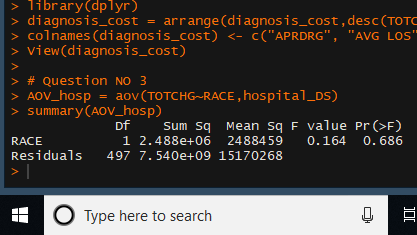 > library(dplyr)
> diagnosis_cost = arrange(diagnosis_cost,desc(TOTC
> colnames(diagnosis_cost) <- c("APRDRG", "AVG LOS"
> View(diagnosis_cost)
>
> # Question NO 3
> AOV_hosp = aov(TOTCHG~RACE,hospital_DS)
> summary(AOV_hosp)
Df Sum Sq Mean Sq F value Pr(>F)
RACE 1 2.488e+06 2488459 0.164 0.686
Residuals 497 7.540e+09 15170268
>
Type here to search